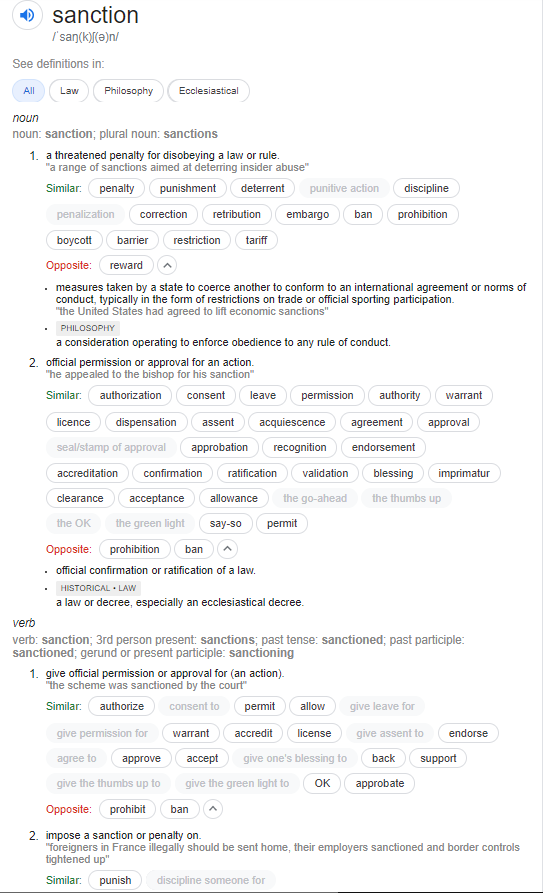 sanction
/ˈsaŋ(k)ʃ(ə)n/
See definitions in:
All Law Philosophy Ecclesiastical
noun
noun: sanction; plural noun: sanctions
1. a threatened penalty for disobeying a law or rule.
"a range of sanctions aimed at deterring insider abuse"
Similar: penalty punishment deterrent punitive action discipline
penalization correction retribution embargo ban prohibition
boycott barrier restriction tariff
Opposite: reward
• measures taken by a state to coerce another to conform to an international agreement or norms of
conduct, typically in the form of restrictions on trade or official sporting participation.
"the United States had agreed to lift economic sanctions"
• PHILOSOPHY
a consideration operating to enforce obedience to any rule of conduct.
2. official permission or approval for an action.
"he appealed to the bishop for his sanction"
Similar: authorization consent leave permission authority warrant
licence dispensation assent acquiescence agreement approval
seal/stamp of approval approbation recognition endorsement
accreditation confirmation ratification validation blessing imprimatur
clearance acceptance allowance the go-ahead the thumbs up
the OK the green light say-so permit
Opposite: prohibition ban
• official confirmation or ratification of a law.
• HISTORICAL • LAW
a law or decree, especially an ecclesiastical decree.
verb
verb: sanction; 3rd person present: sanctions; past tense: sanctioned; past participle:
sanctioned; gerund or present participle: sanctioning
1. give official permission or approval for (an action).
"the scheme was sanctioned by the court"
Similar: authorize consent to permit allow give leave for
give permission for warrant accredit license give assent to endorse
agree to approve accept give one's blessing to back support
give the thumbs up to give the green light to OK approbate
Opposite: prohibit ban
2. impose a sanction or penalty on.
"foreigners in France illegally should be sent home, their employers sanctioned and border controls
tightened up"
Similar: punish discipline someone for